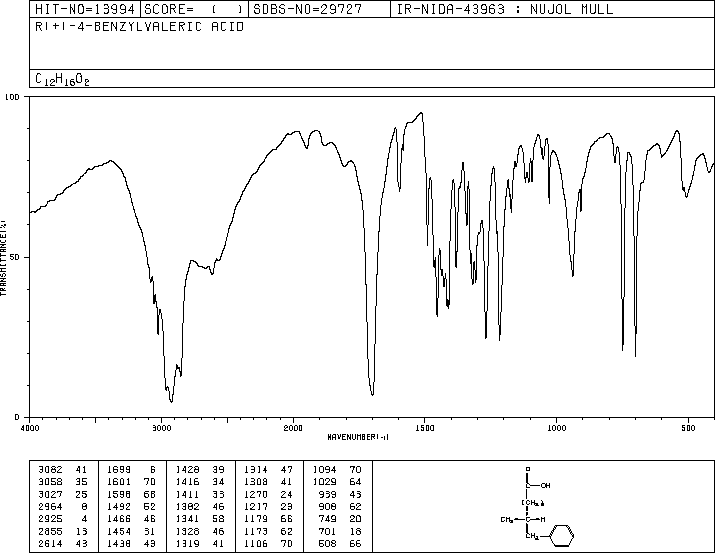 HIT-NO=13994 SCORE= ( ) SDBS-NO=29727 IR-NIDA-43963 : NUJOL MULL
R(+)-4-BENZYLVALERIC ACID
C12H16O2
100
50
0
TRANSMITTANCE(%)
4000 3000 2000 1500 1000 500
WAVENUMBER(-1)
3082 41 1699 6 1428 39 1314 47 1094 70
3058 35 1601 70 1416 34 1308 41 1029 64
3027 25 1598 68 1411 33 1270 24 939 43
2964 8 1492 52 1382 46 1217 23 908 62
2925 4 1466 46 1341 58 1179 66 749 20
2855 13 1454 31 1328 46 1173 62 701 18
2614 43 1438 43 1319 41 1106 70 508 66
O
C—OH
CH3 C H
CH2